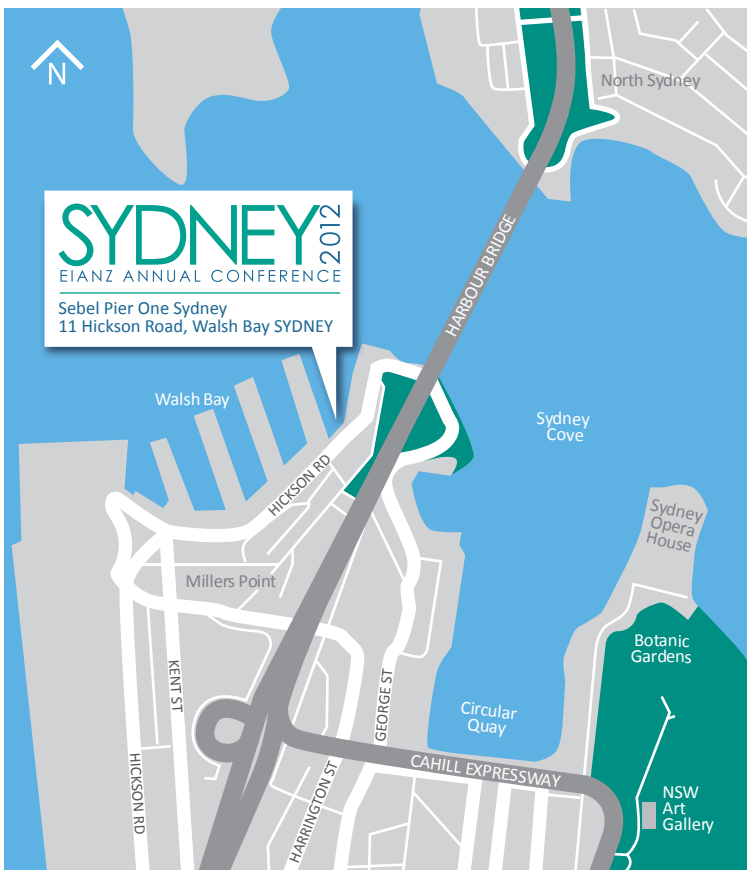 N
North Sydney
SYDNEY 2012
EIANZ ANNUAL CONFERENCE
Sebel Pier One Sydney
11 Hickson Road, Walsh Bay SYDNEY
HARBOUR BRIDGE
Walsh Bay
Sydney
Cove
HICKSON RD
Sydney
Opera
House
Millers Point
Botanic
Gardens
KENT ST
GEORGE ST
Circular
Quay
CAHILL EXPRESSWAY
HICKSON RD
HARRINGTON ST
NSW
Art
Gallery